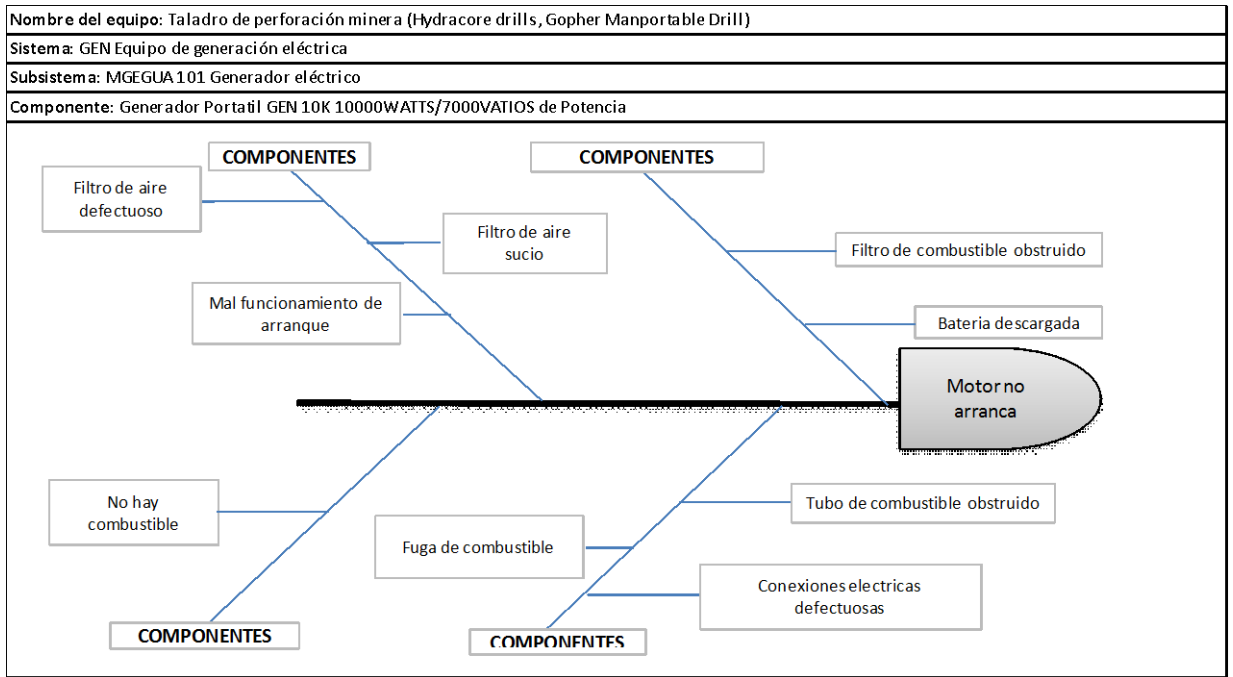 Nombre del equipo: Taladro de perforación minera (Hydracore drills, Gopher Manportable Drill)
Sistema: GEN Equipo de generación eléctrica
Subsistema: MGEGUA101 Generador eléctrico
Componente: Generador Portatil GEN 10K 10000WATTS/7000VATIOS de Potencia
COMPONENTES
COMPONENTES
Filtro de aire
defectuoso
Filtro de aire
sucio
Filtro de combustible obstruido
Mal funcionamiento de
arranque
Bateria descargada
Motor no
arranca
No hay
combustible
Tubo de combustible obstruido
Fuga de combustible
Conexiones electricas
defectuosas
COMPONENTES
COMPONENTES